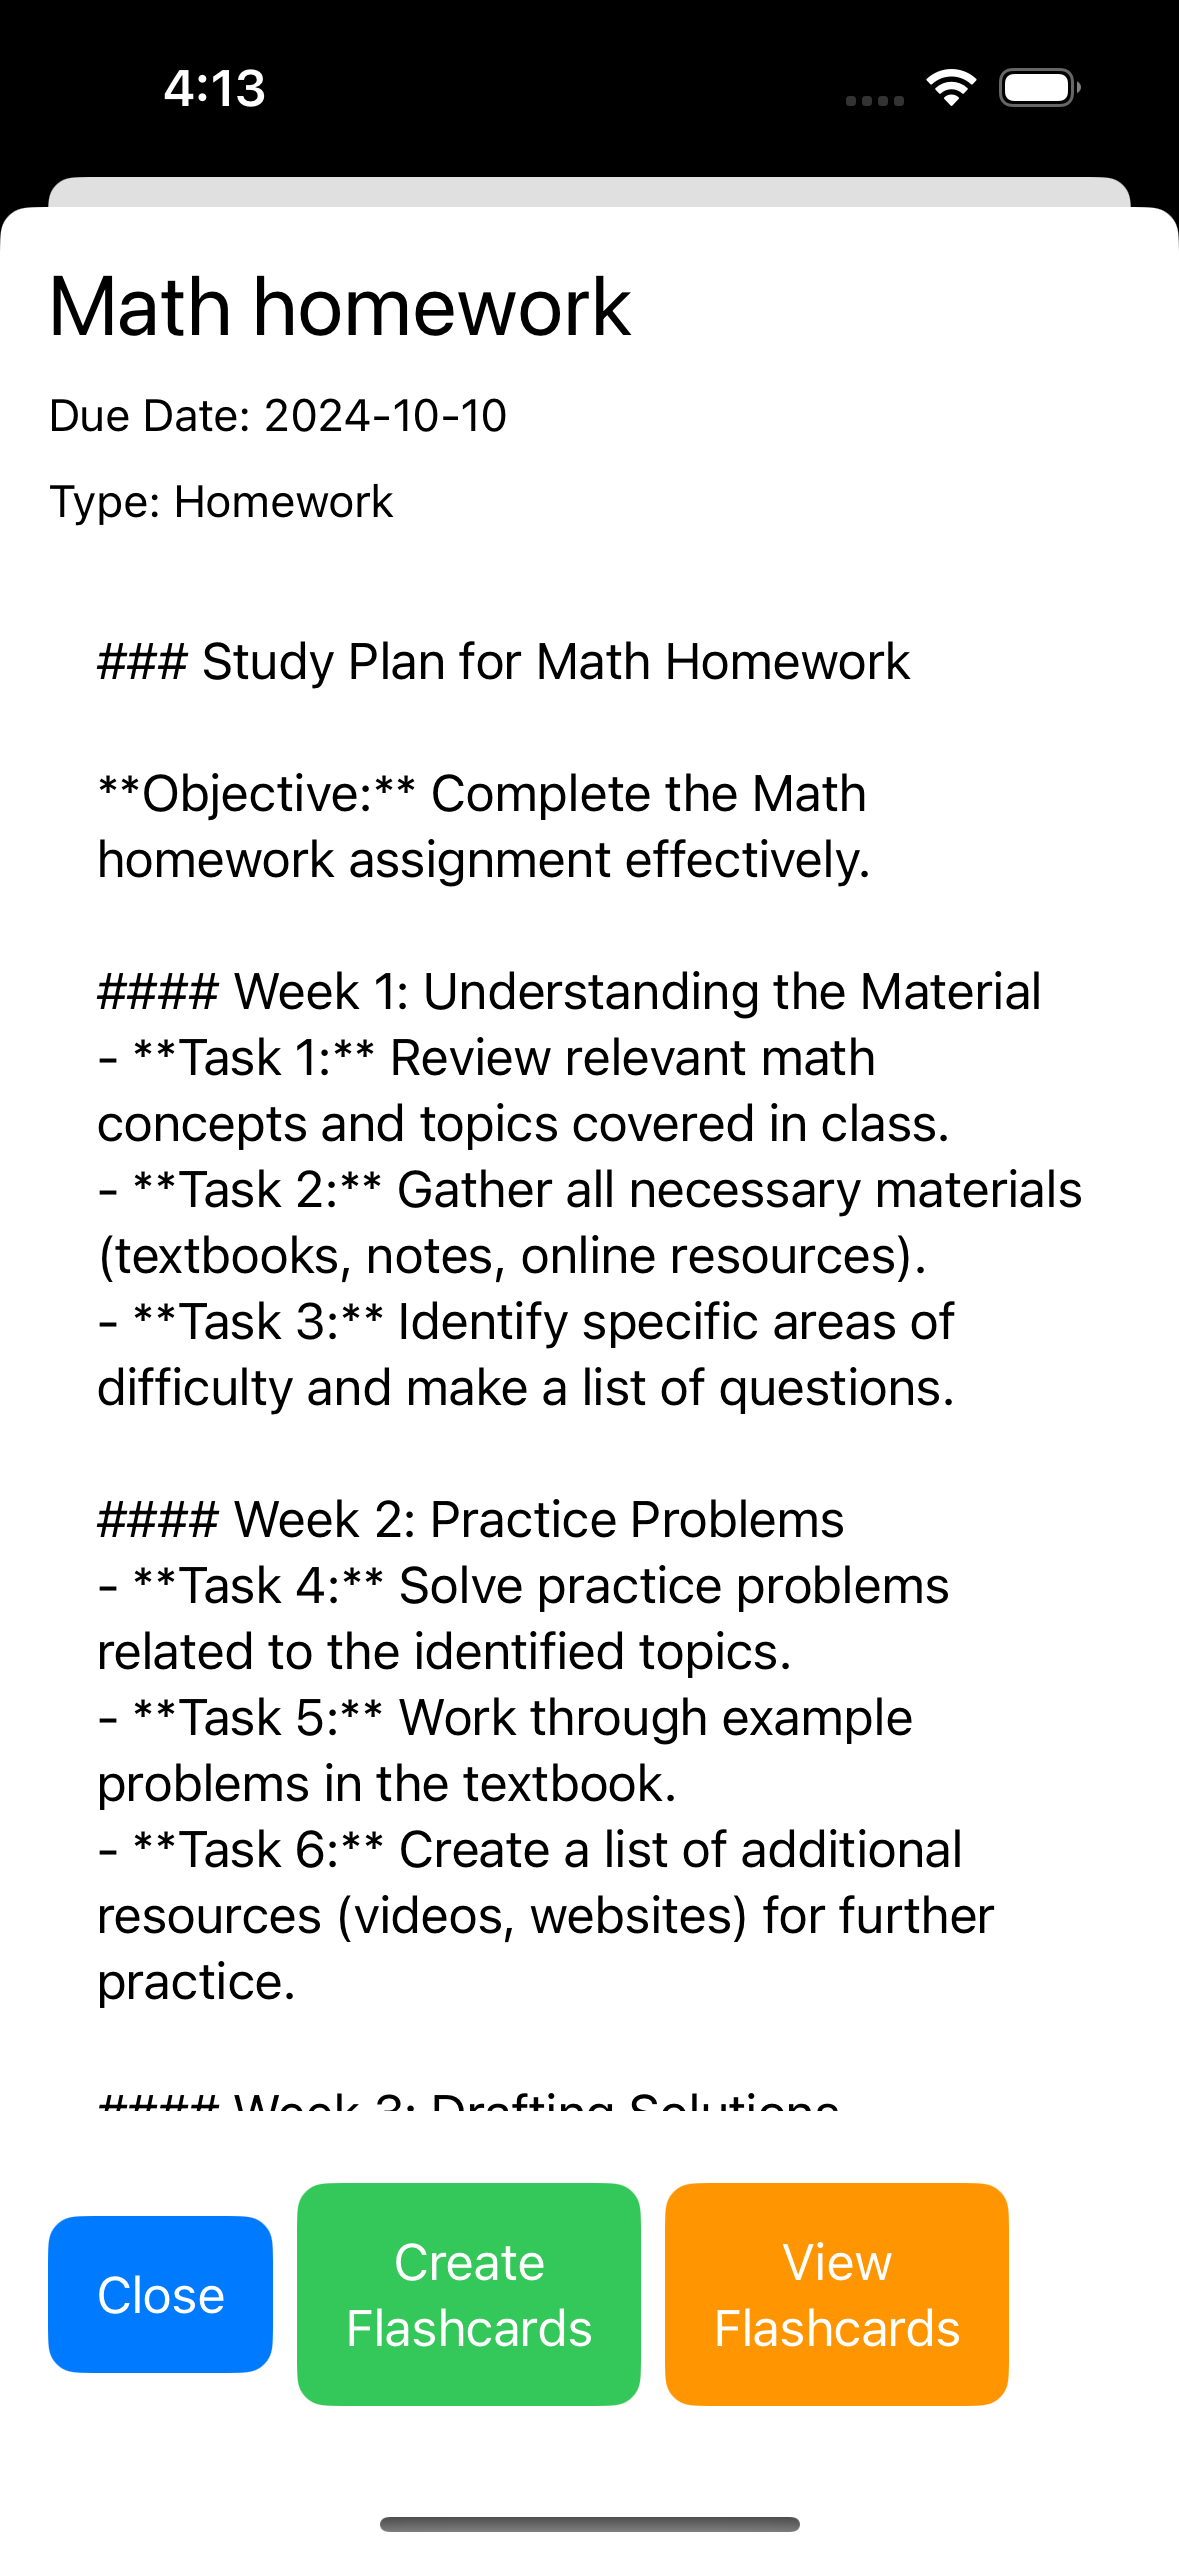 4:13
Math homework
Due Date: 2024-10-10
Type: Homework
### Study Plan for Math Homework
**Objective:** Complete the Math
homework assignment effectively.
#### Week 1: Understanding the Material
- **Task 1:** Review relevant math
concepts and topics covered in class.
- **Task 2:** Gather all necessary materials
(textbooks, notes, online resources).
- **Task 3:** Identify specific areas of
difficulty and make a list of questions.
#### Week 2: Practice Problems
- **Task 4:** Solve practice problems
related to the identified topics.
- **Task 5:** Work through example
problems in the textbook.
- **Task 6:** Create a list of additional
resources (videos, websites) for further
practice.
#### Week 3: Drafting Solutions
Close
Create
Flashcards
View
Flashcards